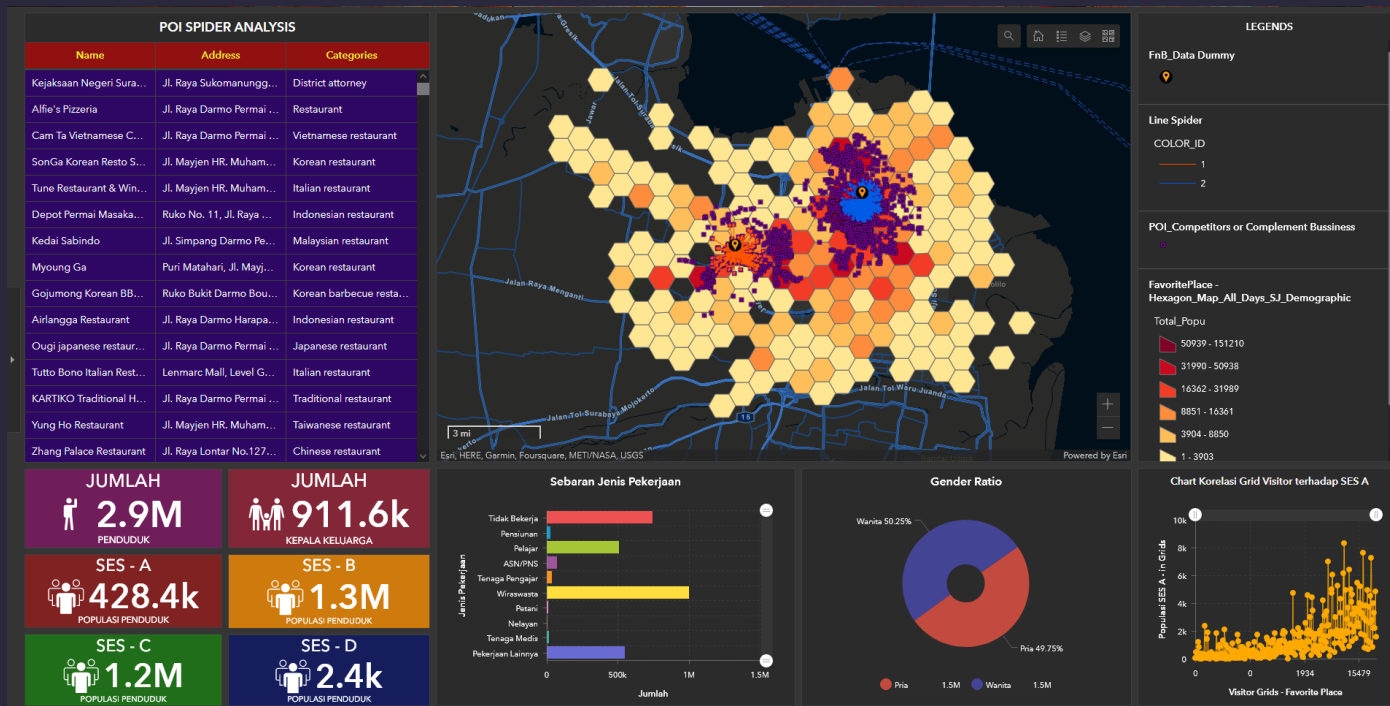 POI SPIDER ANALYSIS
Name Address Categories
Kejaksaan Negeri Sura... Jl. Raya Sukomanungg... District attorney
Alfie's Pizzeria Jl. Raya Darmo Permai ... Restaurant
Cam Ta Vietnamese C... Jl. Raya Darmo Permai ... Vietnamese restaurant
SonGa Korean Resto S... Jl. Mayjen HR. Muham... Korean restaurant
Tune Restaurant & Win... Jl. Mayjen HR. Muham... Italian restaurant
Depot Permai Masaka... Ruko No. 11, Jl. Raya ... Indonesian restaurant
Kedai Sabindo Jl. Simpang Darmo Pe... Malaysian restaurant
Myoung Ga Puri Matahari, Jl. Mayj... Korean restaurant
Gojumong Korean BB... Ruko Bukit Darmo Bou... Korean barbecue resta...
Airlangga Restaurant Jl. Raya Darmo Harapa... Indonesian restaurant
Ougi japanese restaur... Jl. Raya Darmo Permai ... Japanese restaurant
Tutto Bono Italian Rest... Lenmarc Mall, Level G... Italian restaurant
KARTIKO Traditional H... Jl. Raya Darmo Permai ... Traditional restaurant
Yung Ho Restaurant Jl. Mayjen HR. Muham... Taiwanese restaurant
Zhang Palace Restaurant Jl. Raya Lontar No.127... Chinese restaurant
Jalan Raya Menganti
Jalan-Tol-Surabaya-Mojokerto
Jalan Tol Waru-Juanda
15
3 mi
Esri, HERE, Garmin, Foursquare, METI/NASA, USGS
Powered by Esri
LEGENDS
FnB_Data Dummy
Line Spider
COLOR_ID
1
2
POI_Competitors or Complement Bussiness
FavoritePlace -
Hexagon_Map_All_Days_SJ_Demographic
Total_Popu
50939 - 151210
31990 - 50938
16362 - 31989
8851 - 16361
3904 - 8850
1 - 3903
JUMLAH
2.9M
PENDUDUK
JUMLAH
911.6k
KEPALA KELUARGA
SES - A
428.4k
POPULASI PENDUDUK
SES - B
1.3M
POPULASI PENDUDUK
SES - C
1.2M
POPULASI PENDUDUK
SES - D
2.4k
POPULASI PENDUDUK
Sebaran Jenis Pekerjaan
Jenis Pekerjaan
Tidak Bekerja
Pensiunan
Pelajar
ASN/PNS
Tenaga Pengajar
Wiraswasta
Petani
Nelayan
Tenaga Medis
Pekerjaan Lainnya
0 500k 1M 1.5M
Jumlah
Gender Ratio
Wanita 50.25%
Pria 49.75%
Pria 1.5M Wanita 1.5M
Chart Korelasi Grid Visitor terhadap SES A
Populasi SES A - in Grids
10k
8k
6k
4k
2k
0
0 0 1934 15479
Visitor Grids - Favorite Place